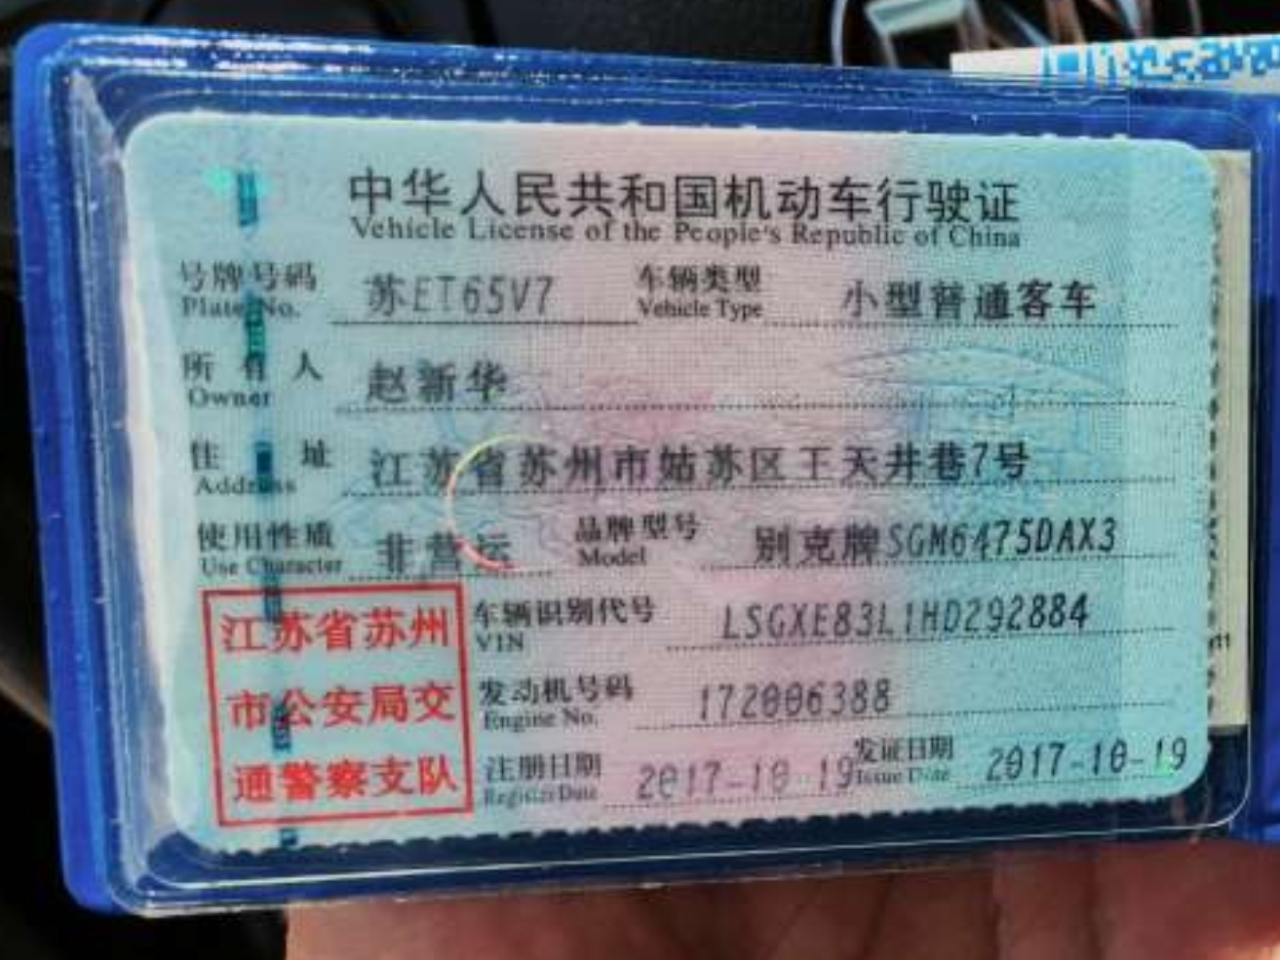 中华人民共和国机动车行驶证
Vehicle License of the People's Republic of China
号牌号码 苏ET65V7 车辆类型 小型普通客车
Plate No. Vehicle Type
所有人 赵新华
Owner
住址 江苏省苏州市姑苏区王天井巷7号
Address
使用性质 非营运 品牌型号 别克牌SGM6475DAX3
Use Character Model
江苏省苏州
市公安局交
通警察支队
车辆识别代号 LSGXE83L1HD292884
VIN
发动机号码 172006388
Engine No.
注册日期 2017-10-19 发证日期 2017-10-19
Register Date Issue Date